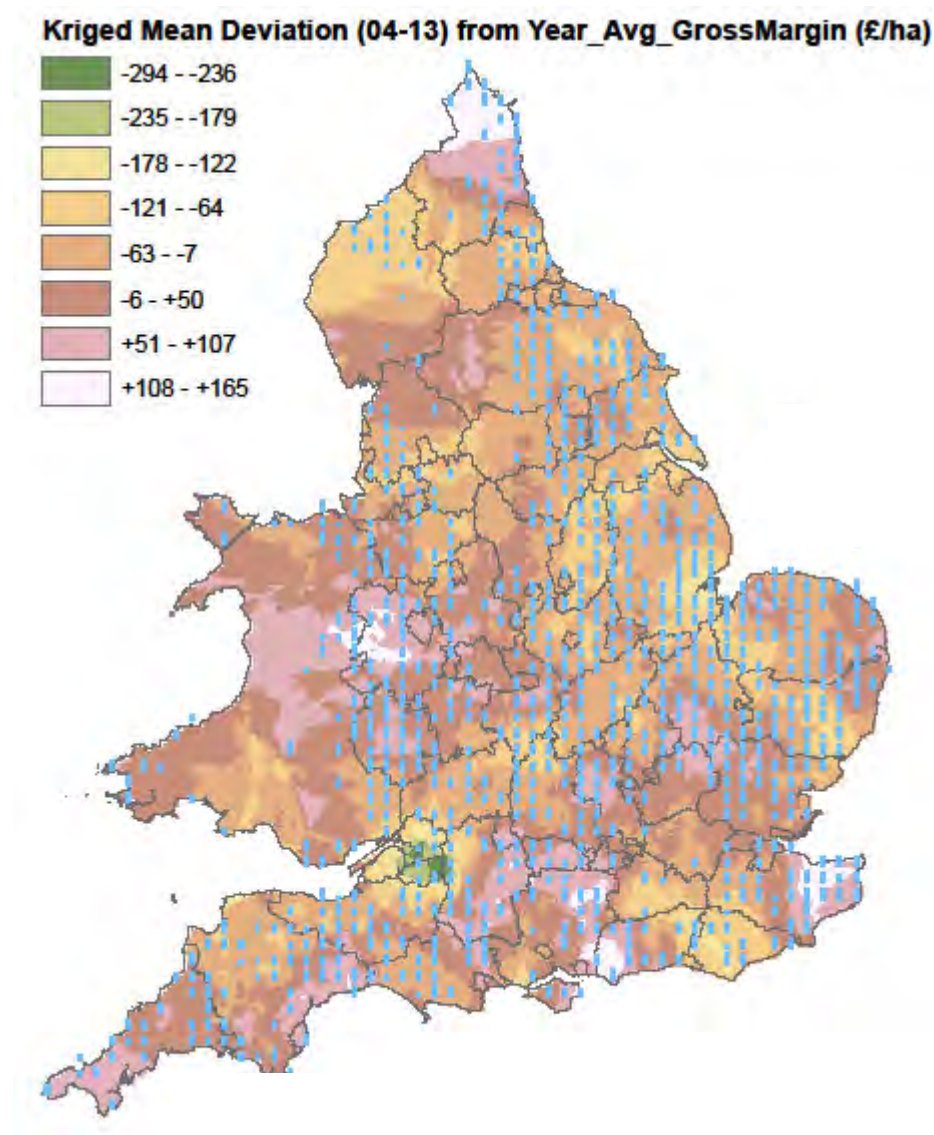 Kriged Mean Deviation (04-13) from Year_Avg_GrossMargin (£/ha)
-294 - -236
-235 - -179
-178 - -122
-121 - -64
-63 - -7
-6 - +50
+51 - +107
+108 - +165